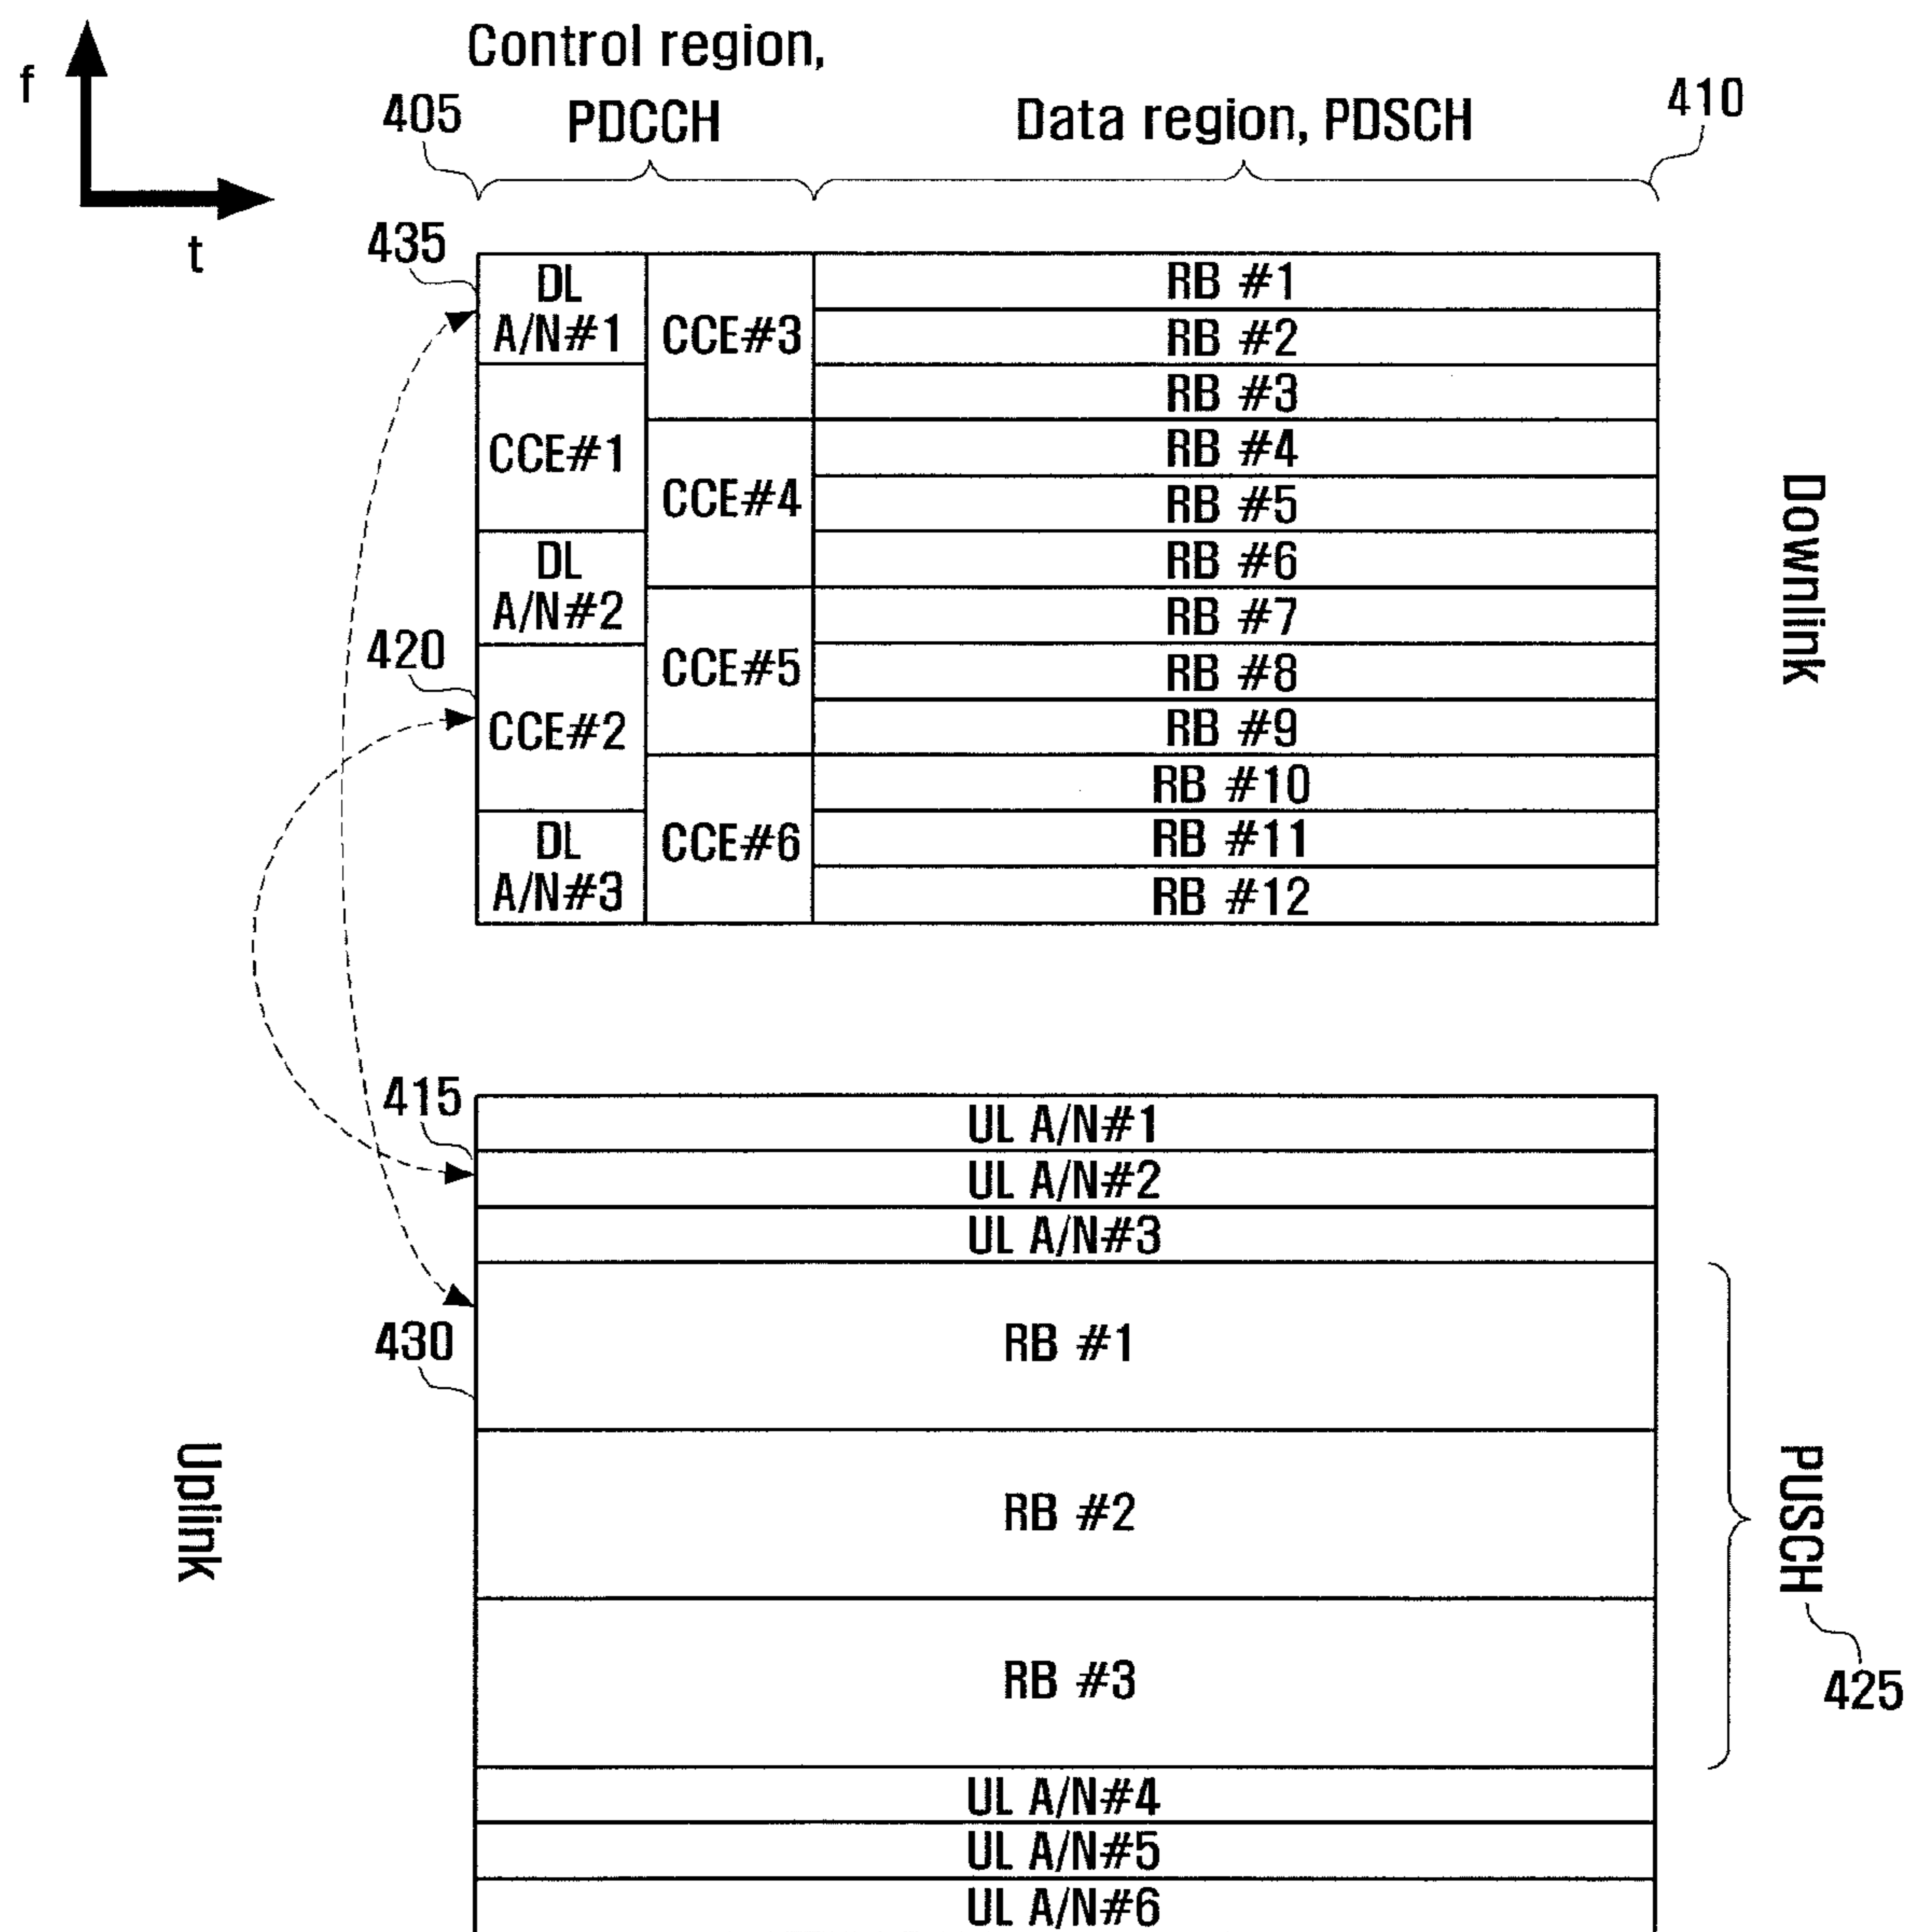 f
t
Control region,
PDCCH
Data region, PDSCH
405
410
435
DL
A/N#1
CCE#1
DL
A/N#2
420
CCE#2
DL
A/N#3
CCE#3
CCE#4
CCE#5
CCE#6
RB #1
RB #2
RB #3
RB #4
RB #5
RB #6
RB #7
RB #8
RB #9
RB #10
RB #11
RB #12
Downlink
415
UL A/N#1
UL A/N#2
UL A/N#3
430
RB #1
RB #2
RB #3
UL A/N#4
UL A/N#5
UL A/N#6
Uplink
PUSCH
425